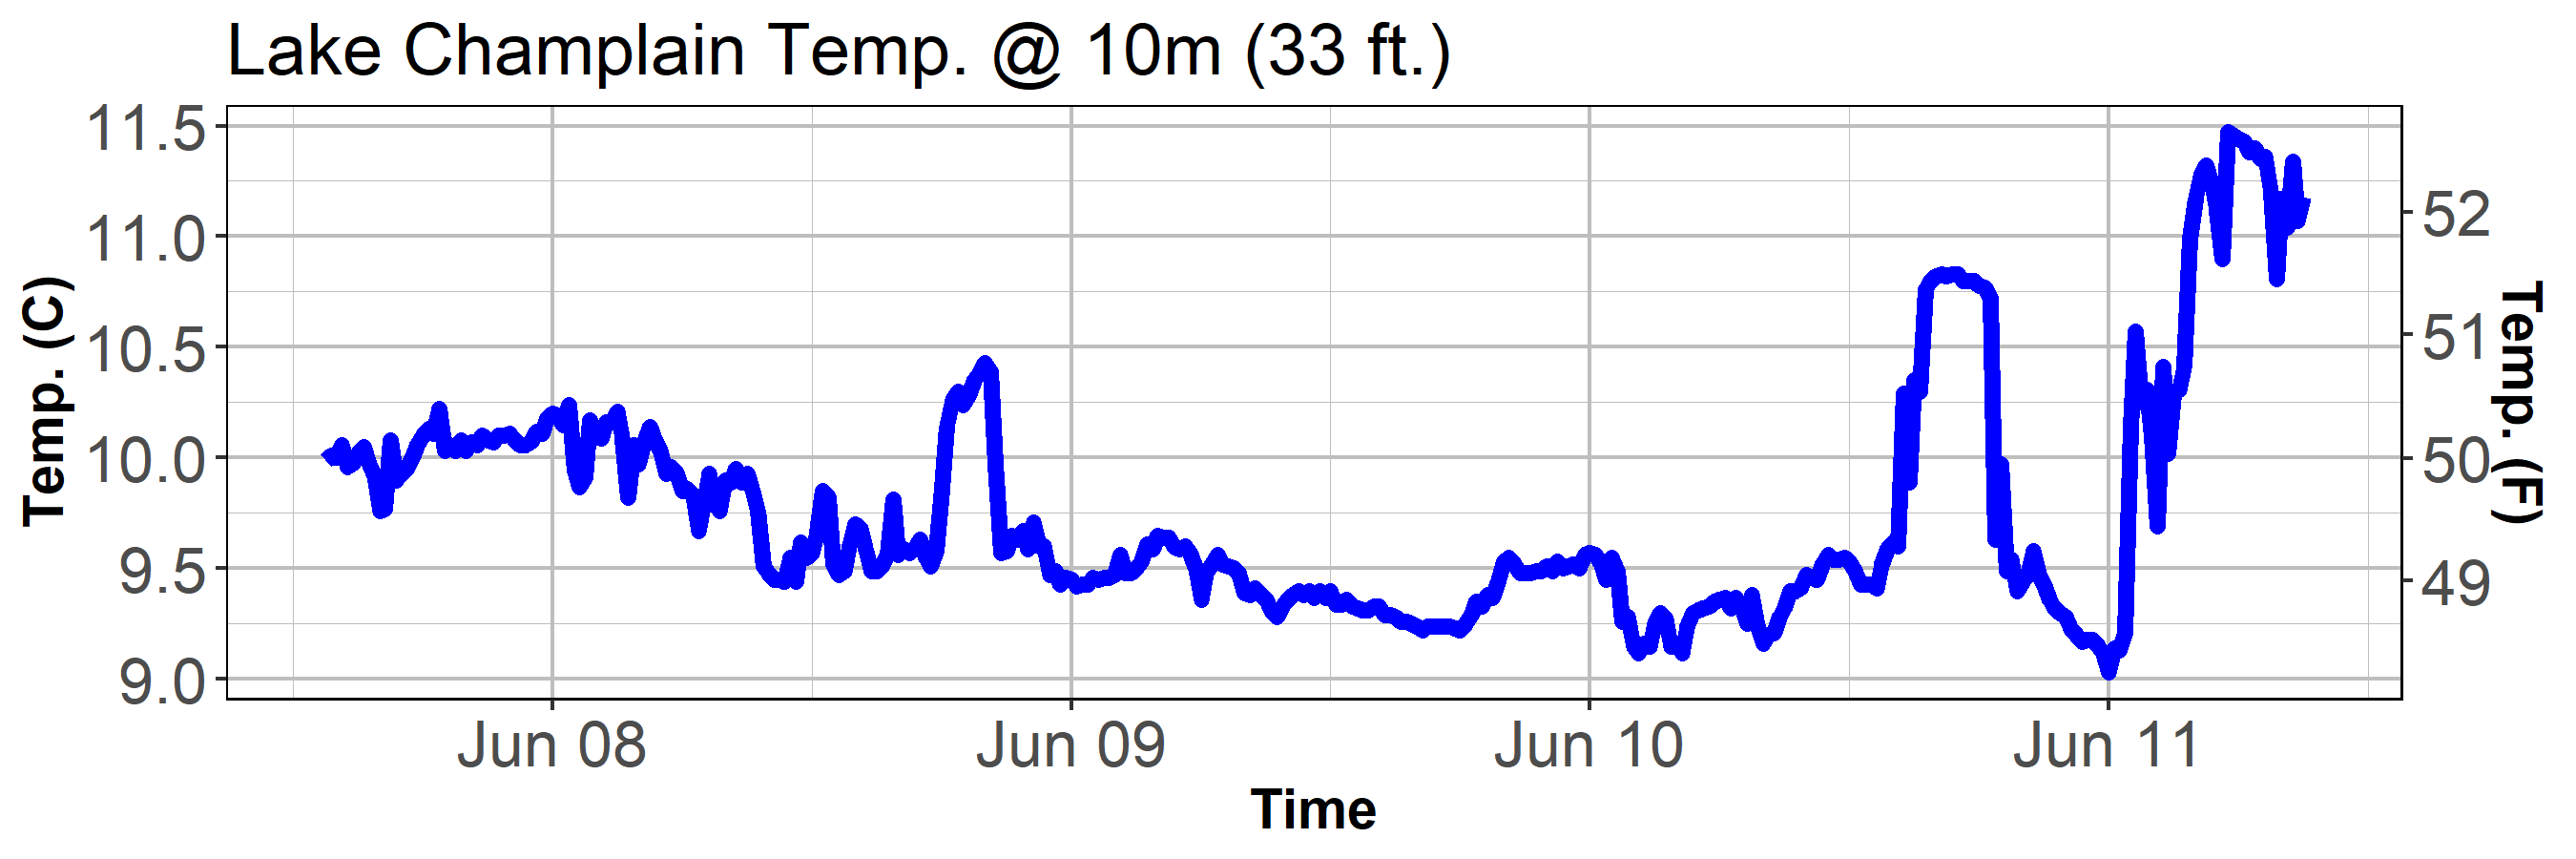 Lake Champlain Temp. @ 10m (33 ft.)
11.5
11.0
10.5
10.0
9.5
9.0
Temp. (C)
52
51
50
49
Temp. (F)
Jun 08 Jun 09 Jun 10 Jun 11
Time